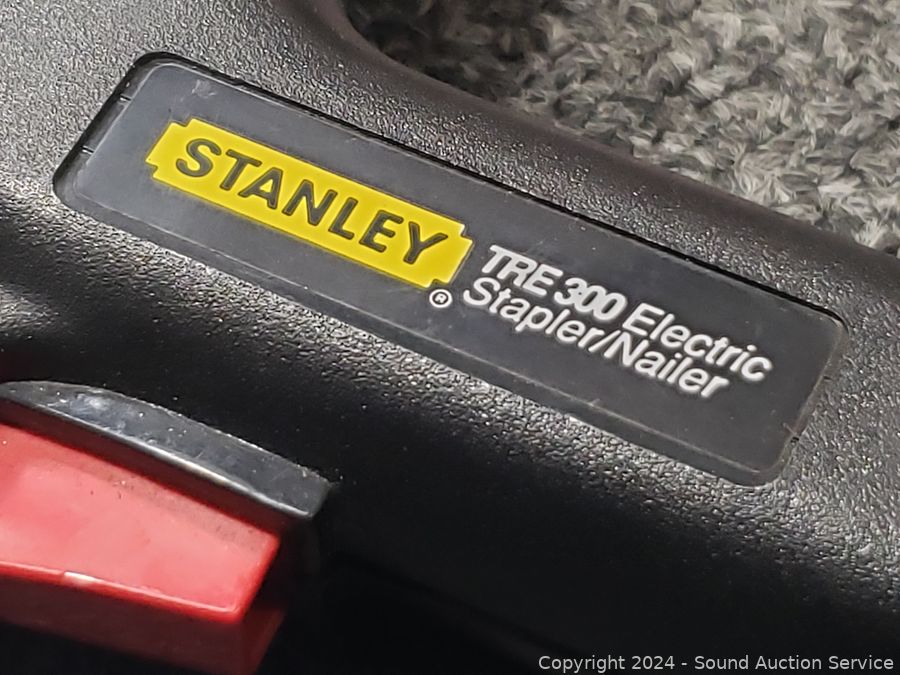 STANLEY
®
TRE 300 Electric
Stapler/Nailer
Copyright © 2024 - Sound Auction Service